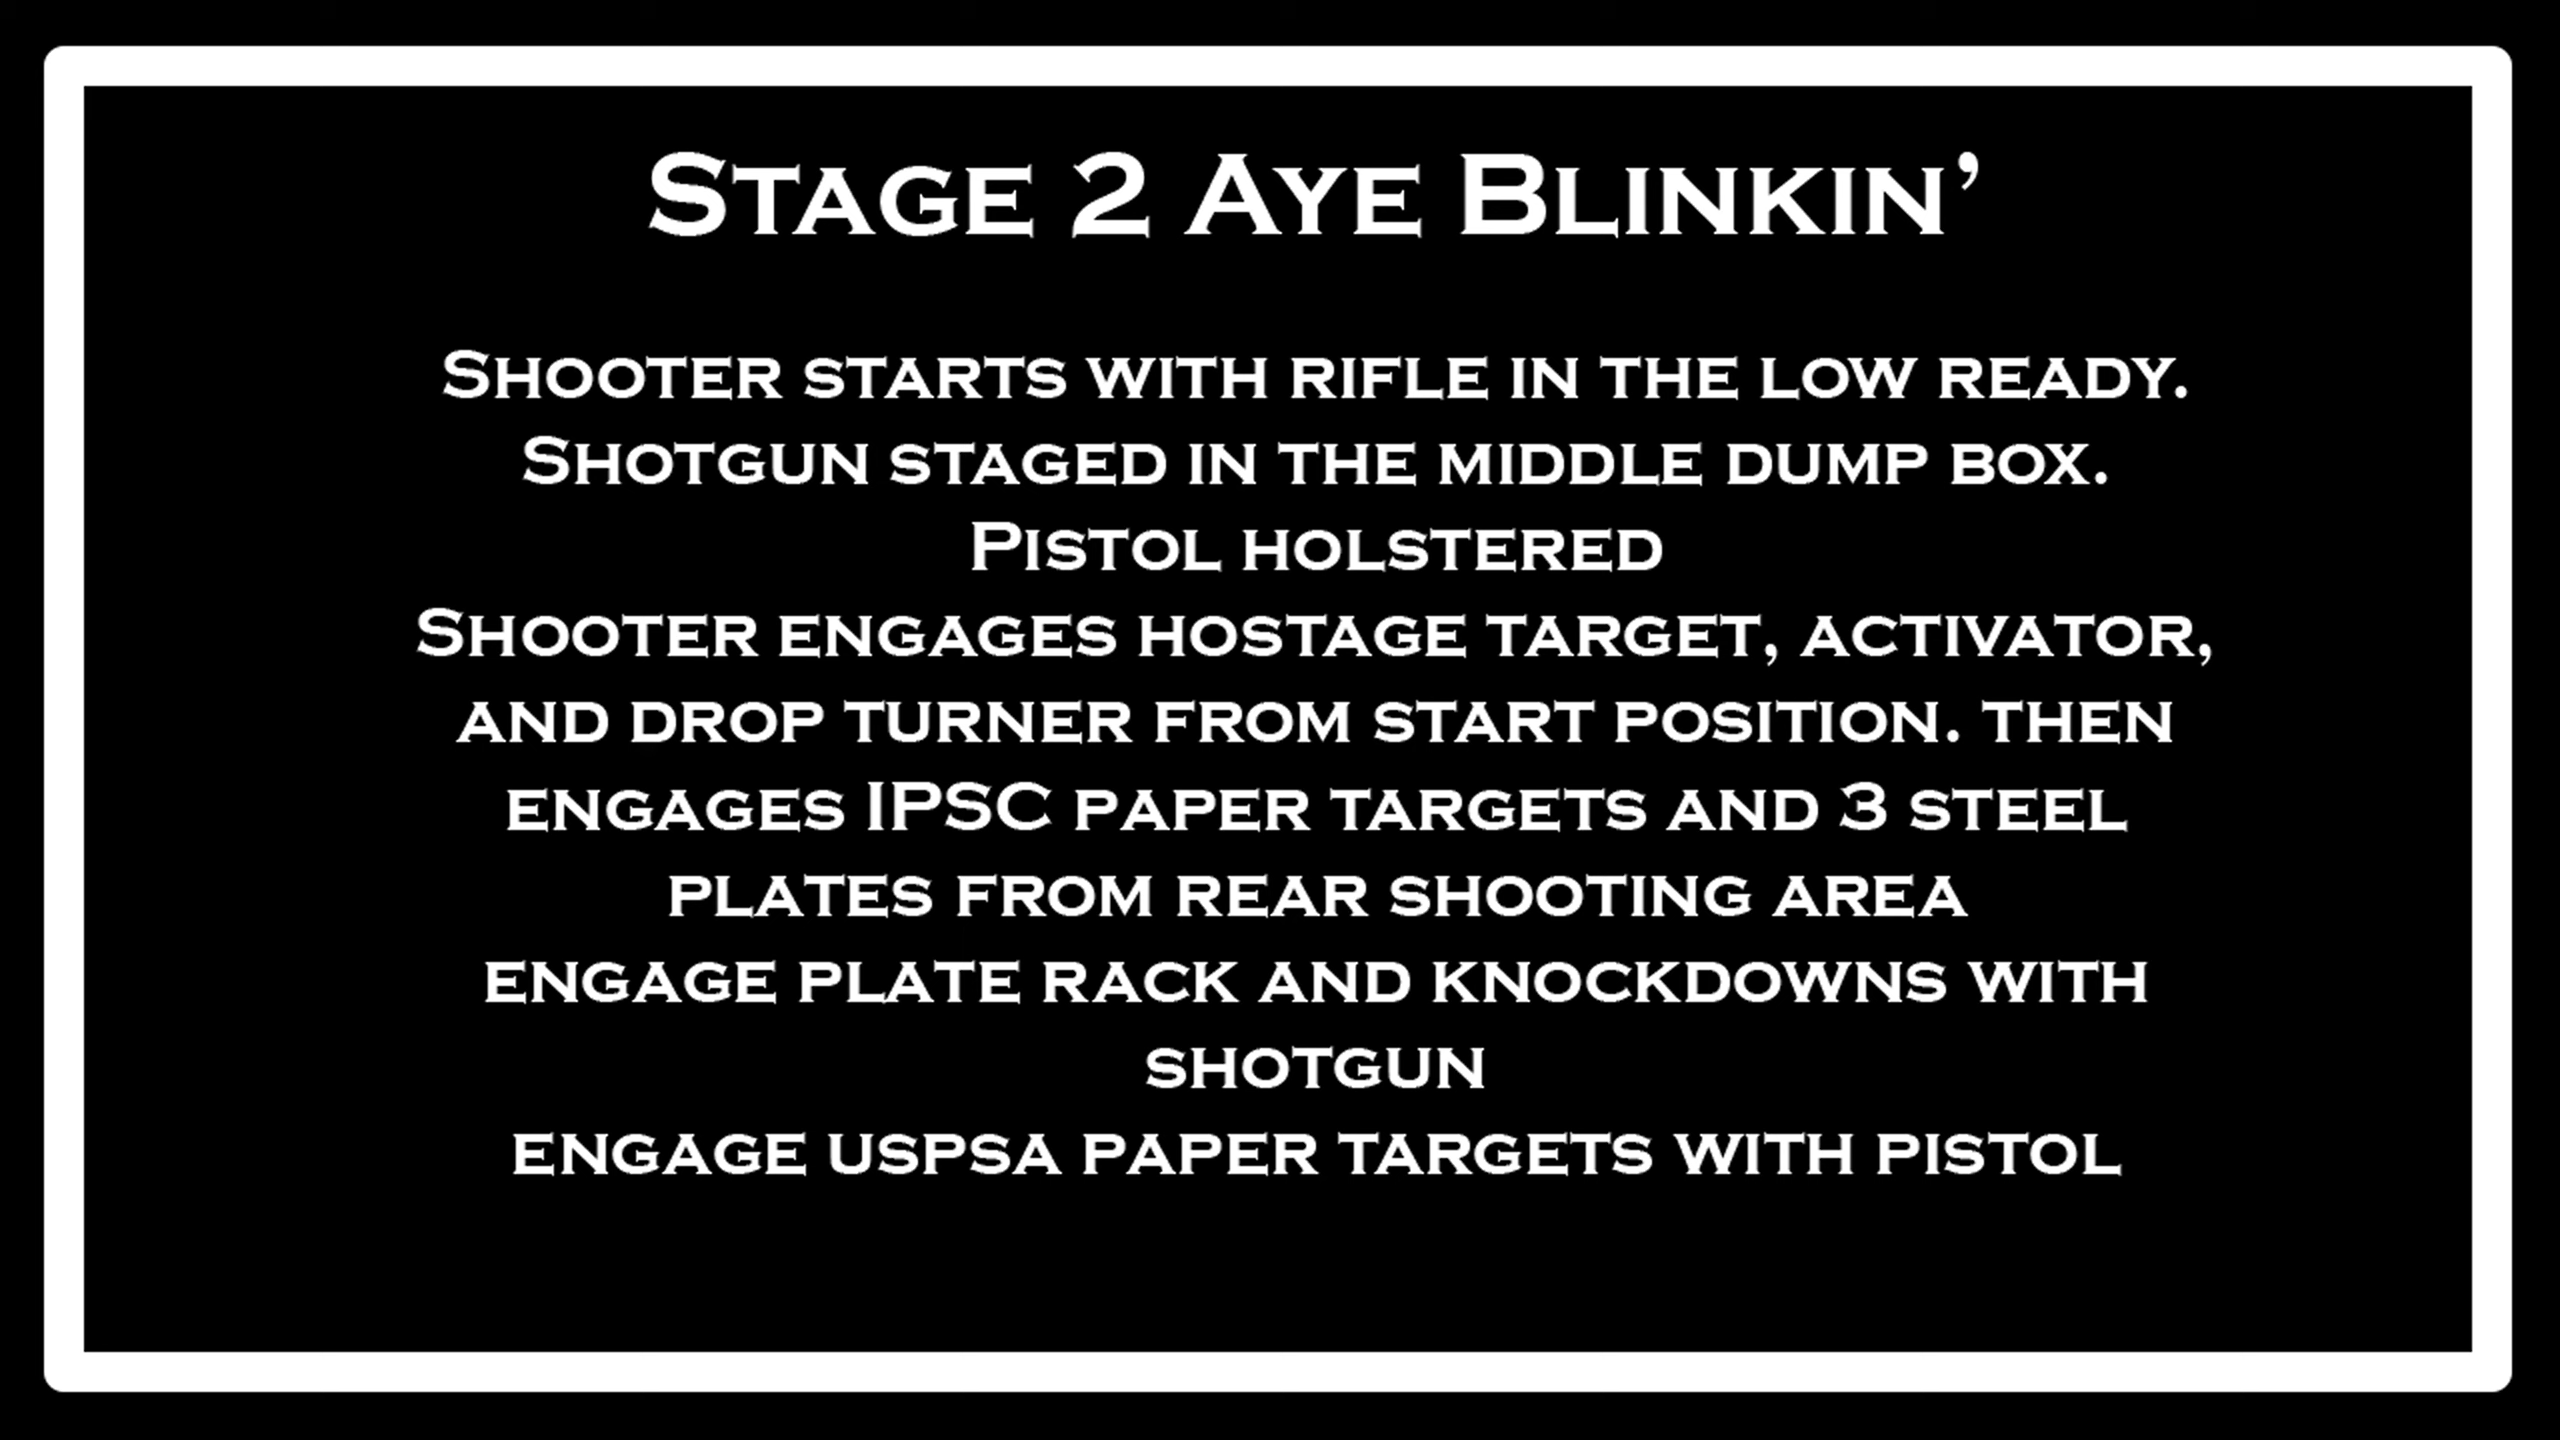 Stage 2 Aye Blinkin’
Shooter starts with rifle in the low ready.
Shotgun staged in the middle dump box.
Pistol holstered
Shooter engages hostage target, activator,
and drop turner from start position. then
engages IPSC paper targets and 3 steel
plates from rear shooting area
engage plate rack and knockdowns with
shotgun
engage uspsa paper targets with pistol